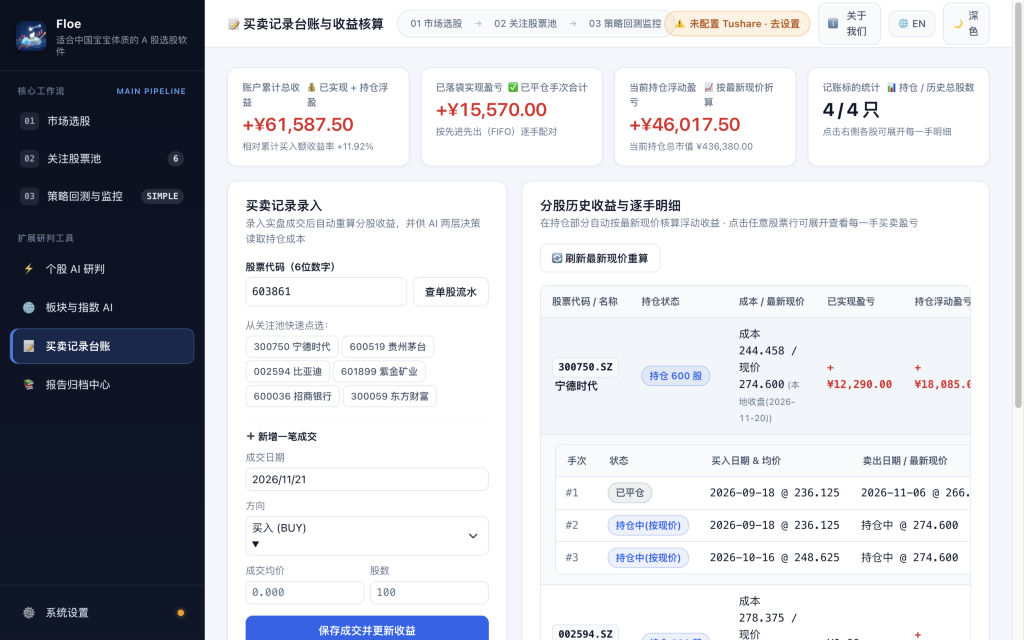 Floe
适合中国宝宝体质的 A 股选股软件
核心工作流 MAIN PIPELINE
01 市场选股
02 关注股票池 6
03 策略回测与监控 SIMPLE
扩展研判工具
⚡ 个股 AI 研判
🌐 板块与指数 AI
📝 买卖记录台账
📚 报告归档中心
⚙️ 系统设置
📝 买卖记录台账与收益核算
01 市场选股 → 02 关注股票池 → 03 策略回测监控
⚠️ 未配置 Tushare · 去设置
ℹ️ 关于我们
🌐 EN
🌙 深色
账户累计总收益 💰 已实现 + 持仓浮盈
+¥61,587.50
相对累计买入额收益率 +11.92%
已落袋实现盈亏 ✅ 已平仓手次合计
+¥15,570.00
按先进先出（FIFO）逐手配对
当前持仓浮动盈亏 📈 按最新现价折算
+¥46,017.50
当前持仓总市值 ¥436,380.00
记账标的统计 📊 持仓 / 历史总股数
4 / 4 只
点击右侧各股可展开每一手明细
买卖记录录入
录入实盘成交后自动重算分股收益，并供 AI 两层决策
读取持仓成本
股票代码（6位数字）
603861 查单股流水
从关注池快速点选：
300750 宁德时代 600519 贵州茅台
002594 比亚迪 601899 紫金矿业
600036 招商银行 300059 东方财富
＋ 新增一笔成交
成交日期
2026/11/21
方向
买入 (BUY)
▼
成交均价 股数
0.000 100
保存成交并更新收益
分股历史收益与逐手明细
在持仓部分自动按最新现价核算浮动收益 · 点击任意股票行可展开查看每一手买卖盈亏
🔄 刷新最新现价重算
股票代码 / 名称 持仓状态 成本 / 最新现价 已实现盈亏 持仓浮动盈亏
300750.SZ
宁德时代
持仓 600 股
成本
244.458 /
现价
274.600 (本
地收盘(2026-
11-20))
+
¥12,290.00
+
¥18,085.0
手次 状态 买入日期 & 均价 卖出日期 / 最新现价
#1 已平仓 2026-09-18 @ 236.125 2026-11-06 @ 266.
#2 持仓中(按现价) 2026-09-18 @ 236.125 持仓中 @ 274.600
#3 持仓中(按现价) 2026-10-16 @ 248.625 持仓中 @ 274.600
成本
278.375 /
现价
002594.SZ
+